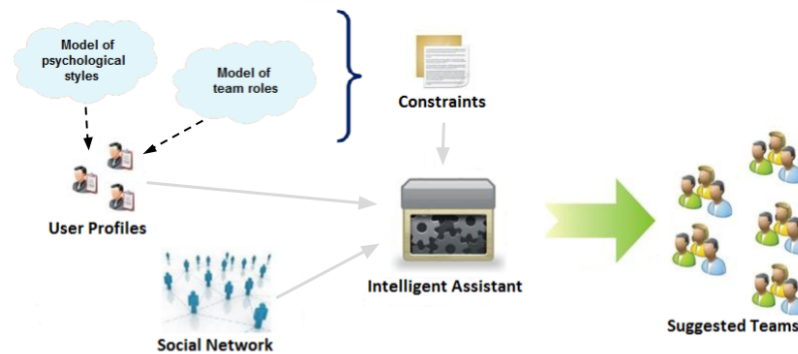 Model of
psychological
styles
Model of
team roles
Constraints
User Profiles
Intelligent Assistant
Social Network
Suggested Teams